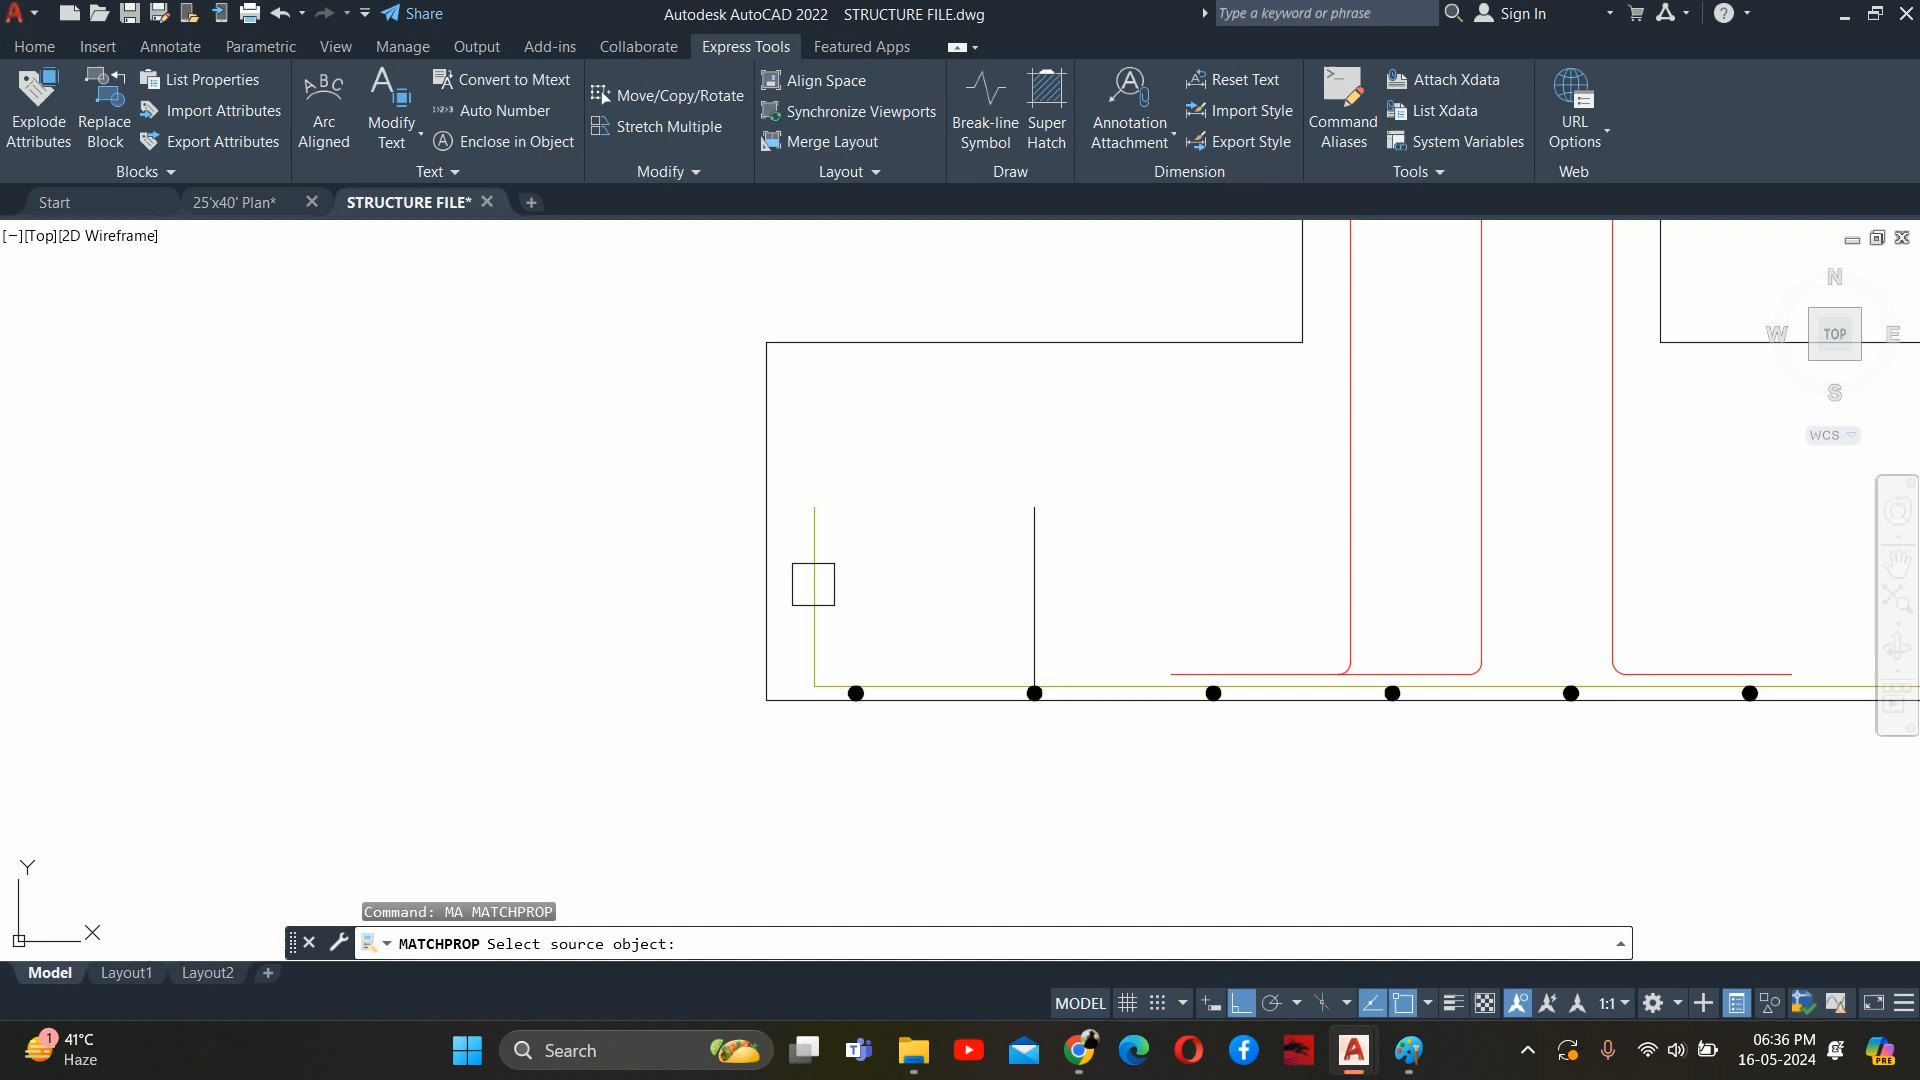 Share
Autodesk AutoCAD 2022 STRUCTURE FILE.dwg
Type a keyword or phrase
Sign In
Home Insert Annotate Parametric View Manage Output Add-ins Collaborate Express Tools Featured Apps
Explode Attributes
Replace Block
List Properties
Import Attributes
Export Attributes
Blocks
ABC
Arc Aligned
Modify Text
Convert to Mtext
Auto Number
Enclose in Object
Text
Move/Copy/Rotate
Stretch Multiple
Modify
Align Space
Synchronize Viewports
Merge Layout
Layout
Break-line Symbol
Super Hatch
Draw
Annotation Attachment
Reset Text
Import Style
Export Style
Dimension
Command Aliases
Attach Xdata
List Xdata
System Variables
Tools
URL Options
Web
Start
25'x40' Plan*
STRUCTURE FILE*
[−][Top][2D Wireframe]
N
W TOP E
S
WCS
Y
X
Command: MA MATCHPROP
MATCHPROP Select source object:
Model Layout1 Layout2
MODEL
1:1
1
41°C
Haze
Search
06:36 PM
16-05-2024
PRE